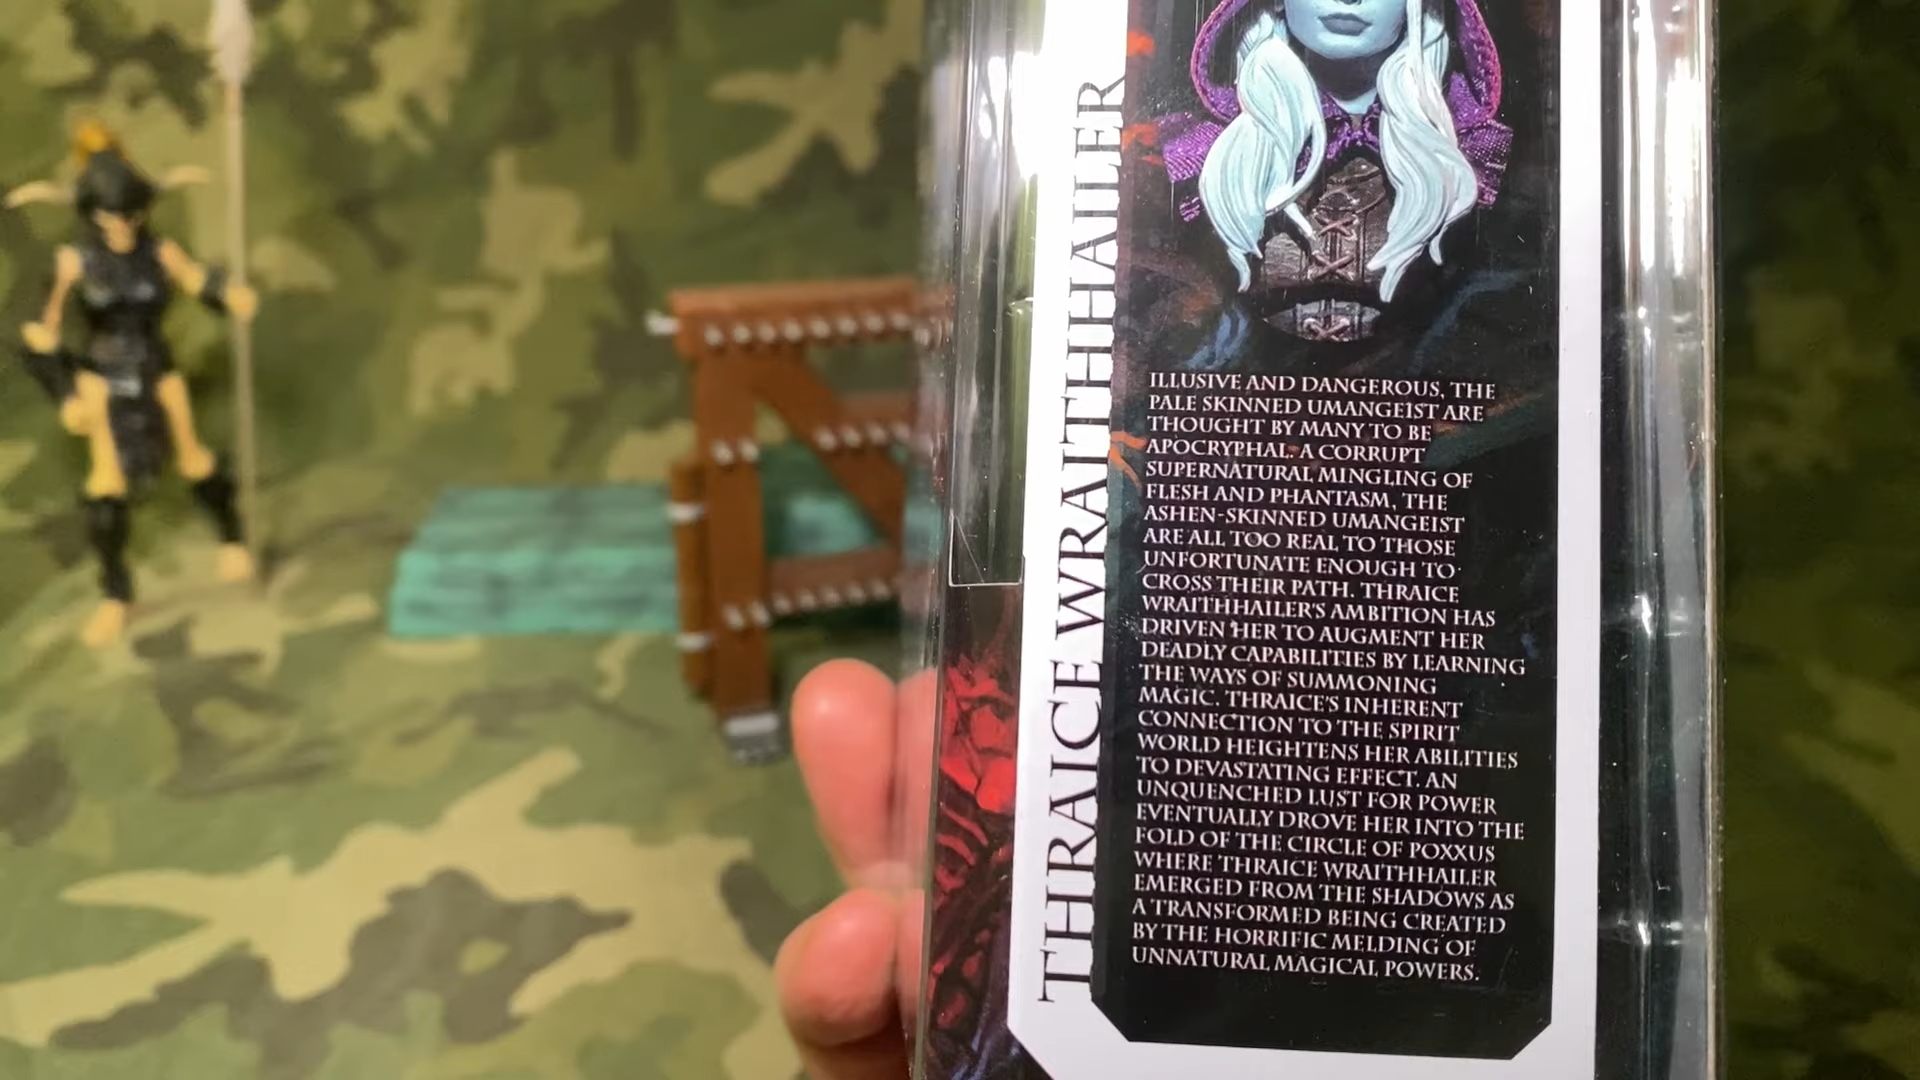 THRAICE WRAITHHAILER
ILLUSIVE AND DANGEROUS, THE
PALE SKINNED UMANGEIST ARE
THOUGHT BY MANY TO BE
APOCRYPHAL. A CORRUPT
SUPERNATURAL MINGLING OF
FLESH AND PHANTASM, THE
ASHEN-SKINNED UMANGEIST
ARE ALL TOO REAL TO THOSE
UNFORTUNATE ENOUGH TO
CROSS THEIR PATH. THRAICE
WRAITHHAILER'S AMBITION HAS
DRIVEN HER TO AUGMENT HER
DEADLY CAPABILITIES BY LEARNING
THE WAYS OF SUMMONING
MAGIC. THRAICE'S INHERENT
CONNECTION TO THE SPIRIT
WORLD HEIGHTENS HER ABILITIES
TO DEVASTATING EFFECT. AN
UNQUENCHED LUST FOR POWER
EVENTUALLY DROVE HER INTO THE
FOLD OF THE CIRCLE OF POXXUS
WHERE THRAICE WRAITHHAILER
EMERGED FROM THE SHADOWS AS
A TRANSFORMED BEING CREATED
BY THE HORRIFIC MELDING OF
UNNATURAL MAGICAL POWERS.